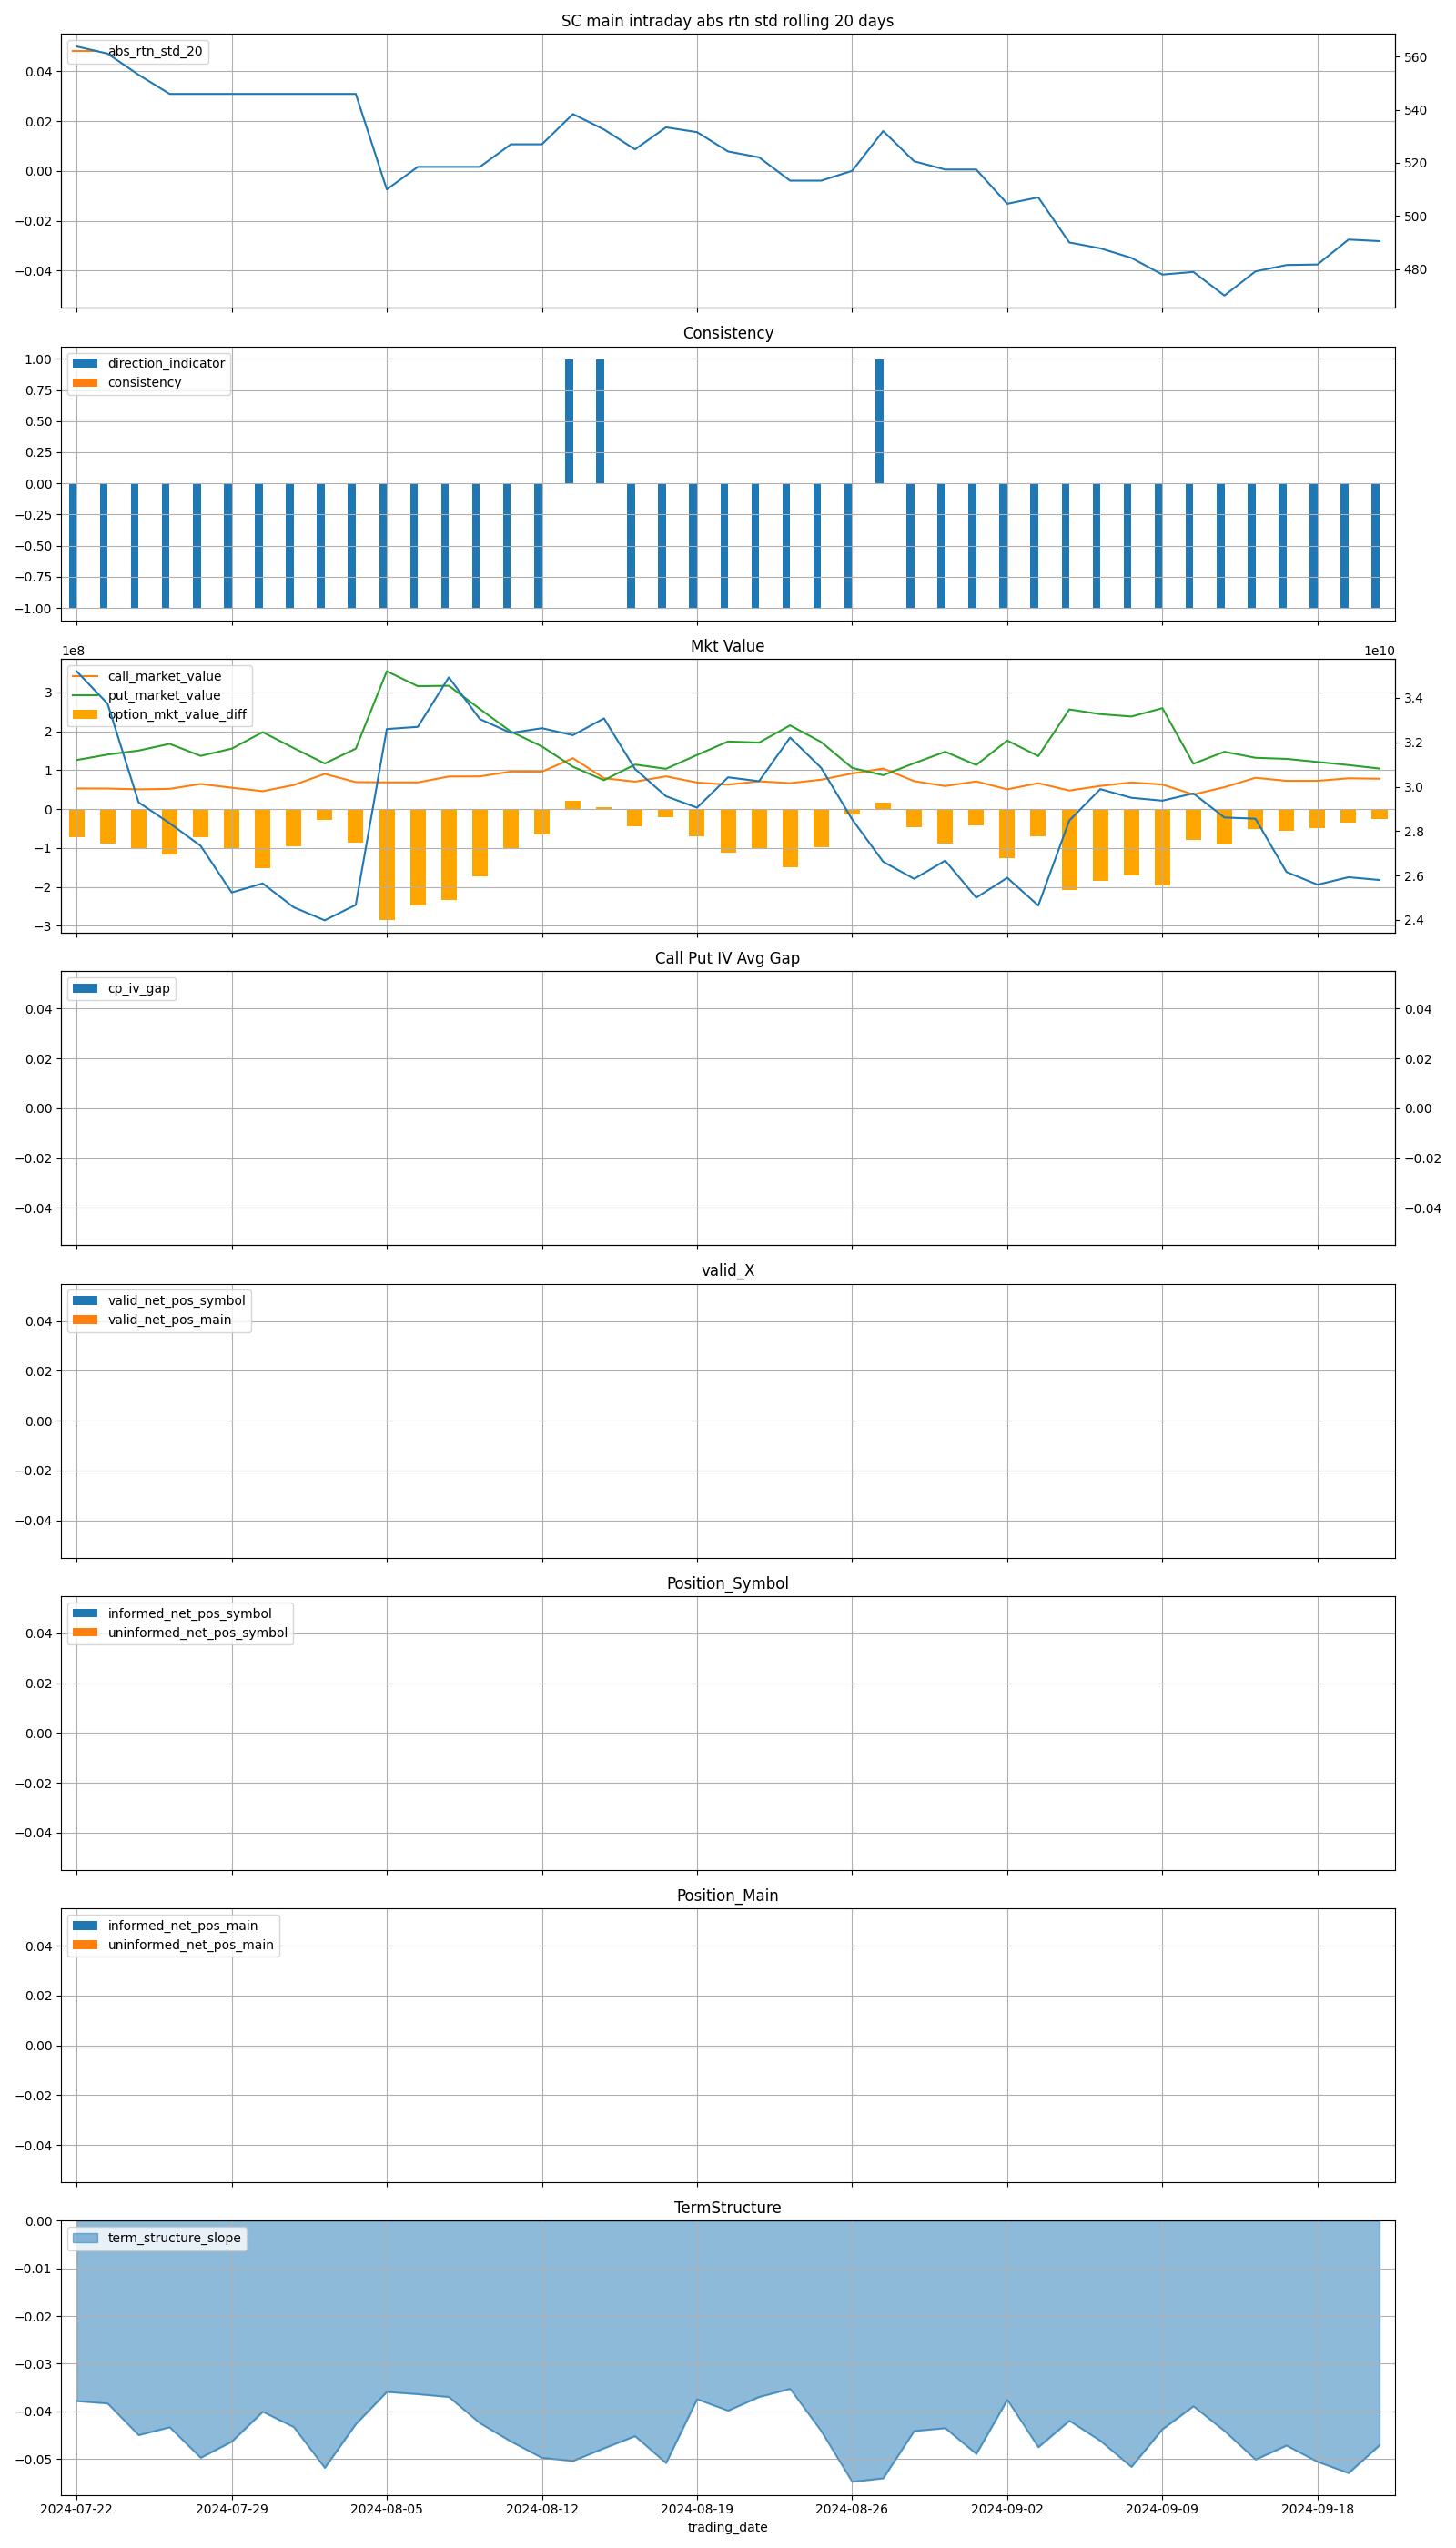 SC main intraday abs rtn std rolling 20 days
abs_rtn_std_20
0.04
0.02
0.00
−0.02
−0.04
560
540
520
500
480
Consistency
direction_indicator
consistency
1.00
0.75
0.50
0.25
0.00
−0.25
−0.50
−0.75
−1.00
Mkt Value
1e8
1e10
call_market_value
put_market_value
option_mkt_value_diff
3
2
1
0
−1
−2
−3
3.4
3.2
3.0
2.8
2.6
2.4
Call Put IV Avg Gap
cp_iv_gap
0.04
0.02
0.00
−0.02
−0.04
0.04
0.02
0.00
−0.02
−0.04
valid_X
valid_net_pos_symbol
valid_net_pos_main
0.04
0.02
0.00
−0.02
−0.04
Position_Symbol
informed_net_pos_symbol
uninformed_net_pos_symbol
0.04
0.02
0.00
−0.02
−0.04
Position_Main
informed_net_pos_main
uninformed_net_pos_main
0.04
0.02
0.00
−0.02
−0.04
TermStructure
term_structure_slope
0.00
−0.01
−0.02
−0.03
−0.04
−0.05
2024-07-22 2024-07-29 2024-08-05 2024-08-12 2024-08-19 2024-08-26 2024-09-02 2024-09-09 2024-09-18
trading_date